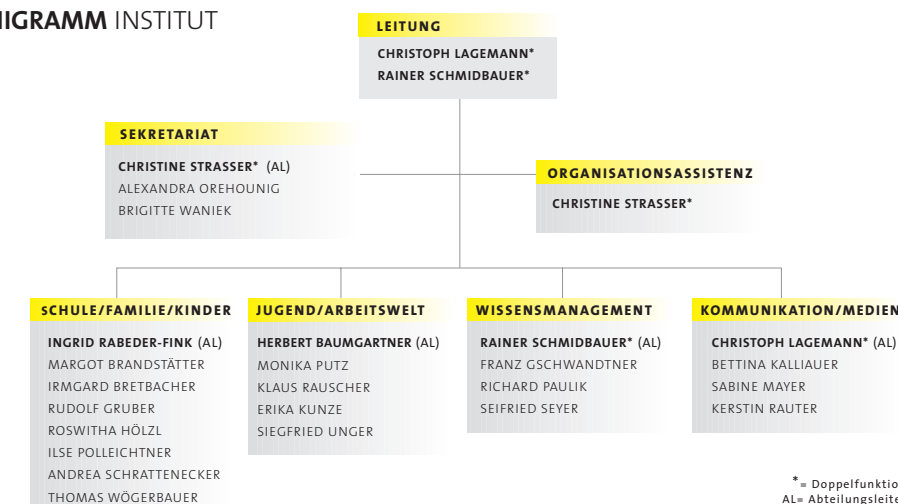 NIGRAMM INSTITUT
LEITUNG
CHRISTOPH LAGEMANN*
RAINER SCHMIDBAUER*
SEKRETARIAT
CHRISTINE STRASSER* (AL)
ALEXANDRA OREHOUNIG
BRIGITTE WANIEK
ORGANISATIONSASSISTENZ
CHRISTINE STRASSER*
SCHULE/FAMILIE/KINDER
INGRID RABEDER-FINK (AL)
MARGOT BRANDSTÄTTER
IRMGARD BRETBACHER
RUDOLF GRUBER
ROSWITHA HÖLZL
ILSE POLLEICHTNER
ANDREA SCHRATTENECKER
THOMAS WÖGERBAUER
JUGEND/ARBEITSWELT
HERBERT BAUMGARTNER (AL)
MONIKA PUTZ
KLAUS RAUSCHER
ERIKA KUNZE
SIEGFRIED UNGER
WISSENSMANAGEMENT
RAINER SCHMIDBAUER* (AL)
FRANZ GSCHWANDTNER
RICHARD PAULIK
SEIFRIED SEYER
KOMMUNIKATION/MEDIEN
CHRISTOPH LAGEMANN* (AL)
BETTINA KALLIAUER
SABINE MAYER
KERSTIN RAUTER
*= Doppelfunktio
AL= Abteilungsleite